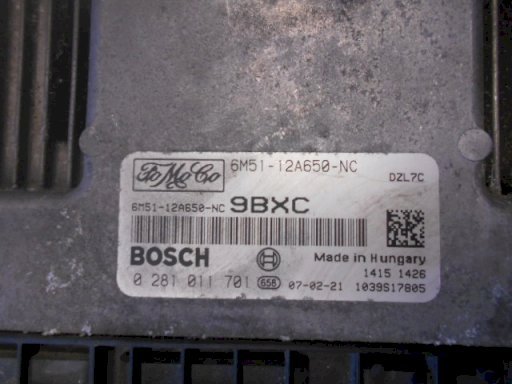 FoMoCo 6M51-12A650-NC
DZL7C
6M51-12A650-NC 9BXC
BOSCH
Made in Hungary
1415 1426
0 281 011 701 658 07-02-21 1039S17805